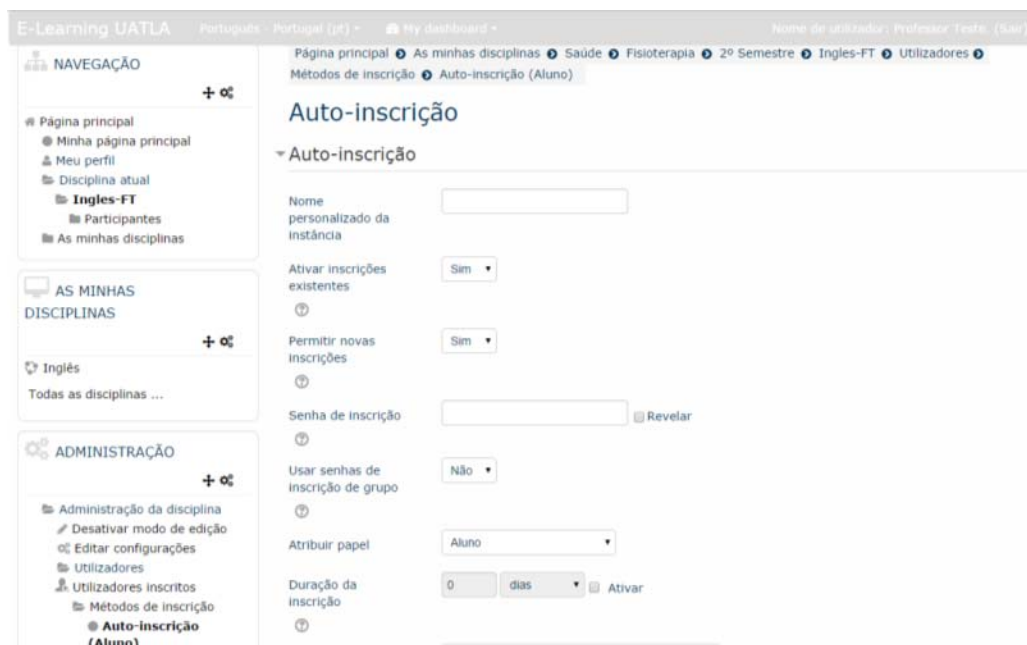 E-Learning UATLA Português - Portugal (pt) My dashboard Nome de utilizador: Professor Teste. (Sair)
NAVEGAÇÃO
Página principal
Minha página principal
Meu perfil
Disciplina atual
Ingles-FT
Participantes
As minhas disciplinas
AS MINHAS
DISCIPLINAS
Inglês
Todas as disciplinas ...
ADMINISTRAÇÃO
Administração da disciplina
Desativar modo de edição
Editar configurações
Utilizadores
Utilizadores inscritos
Métodos de inscrição
Auto-inscrição
(Aluno)
Página principal As minhas disciplinas Saúde Fisioterapia 2º Semestre Ingles-FT Utilizadores
Métodos de inscrição Auto-inscrição (Aluno)
Auto-inscrição
Auto-inscrição
Nome
personalizado da
instância
Ativar inscrições Sim
existentes
Permitir novas Sim
inscrições
Senha de inscrição Revelar
Usar senhas de Não
inscrição de grupo
Atribuir papel Aluno
Duração da 0 dias Ativar
inscrição